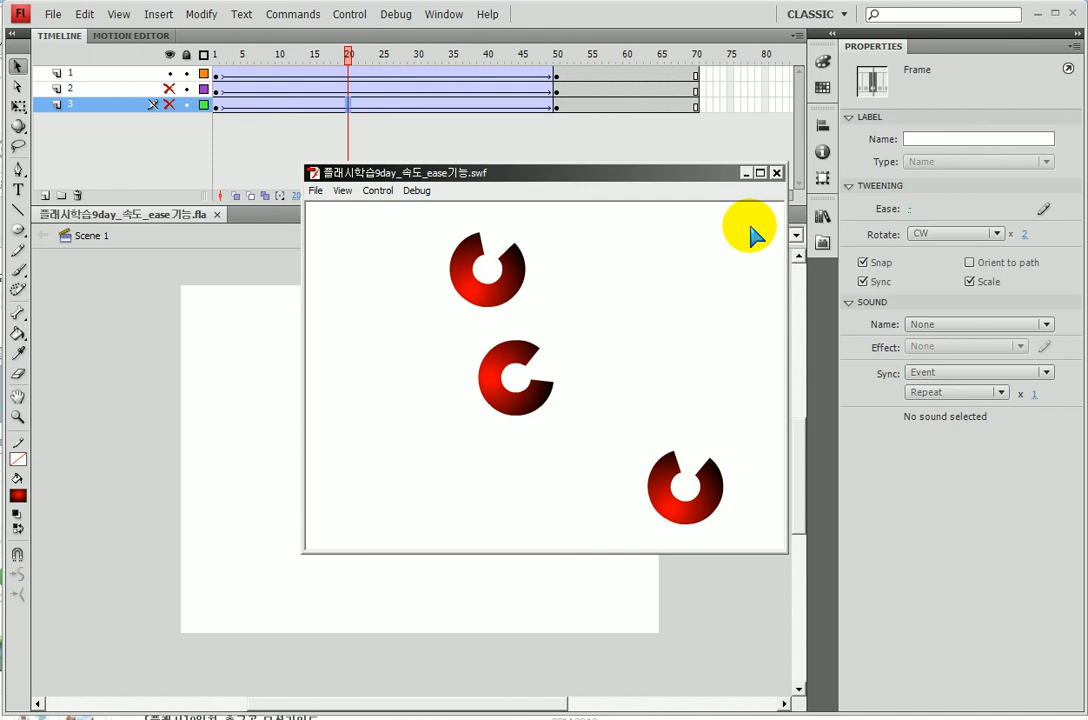 Fl File Edit View Insert Modify Text Commands Control Debug Window Help CLASSIC
TIMELINE MOTION EDITOR
PROPERTIES
1 5 10 15 20 25 30 35 40 45 50 55 60 65 70 75 80
1
2
3
Frame
LABEL
Name:
Type: Name
TWEENING
Ease: -
Rotate: CW x 2
Snap Orient to path
Sync Scale
SOUND
Name: None
Effect: None
Sync: Event
Repeat x 1
No sound selected
플래시학습9day_속도_ease기능.swf
File View Control Debug
20
플래시학습9day_속도_ease기능.fla ×
Scene 1
T